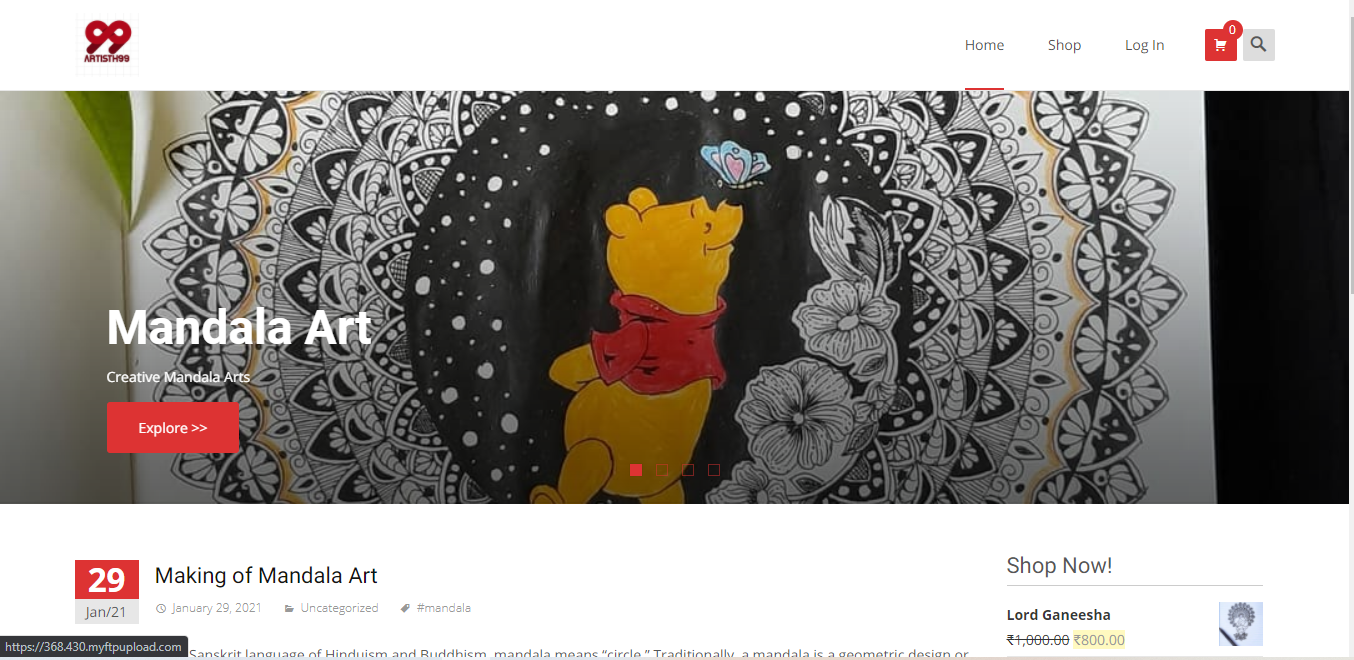 99
ARTISTH99
Home
Shop
Log In
0
Mandala Art
Creative Mandala Arts
Explore >>
29
Jan/21
Making of Mandala Art
January 29, 2021
Uncategorized
#mandala
Sanskrit language of Hinduism and Buddhism, mandala means “circle.” Traditionally, a mandala is a geometric design or
Shop Now!
Lord Ganeesha
₹1,000.00 ₹800.00
https://368.430.myftpupload.com